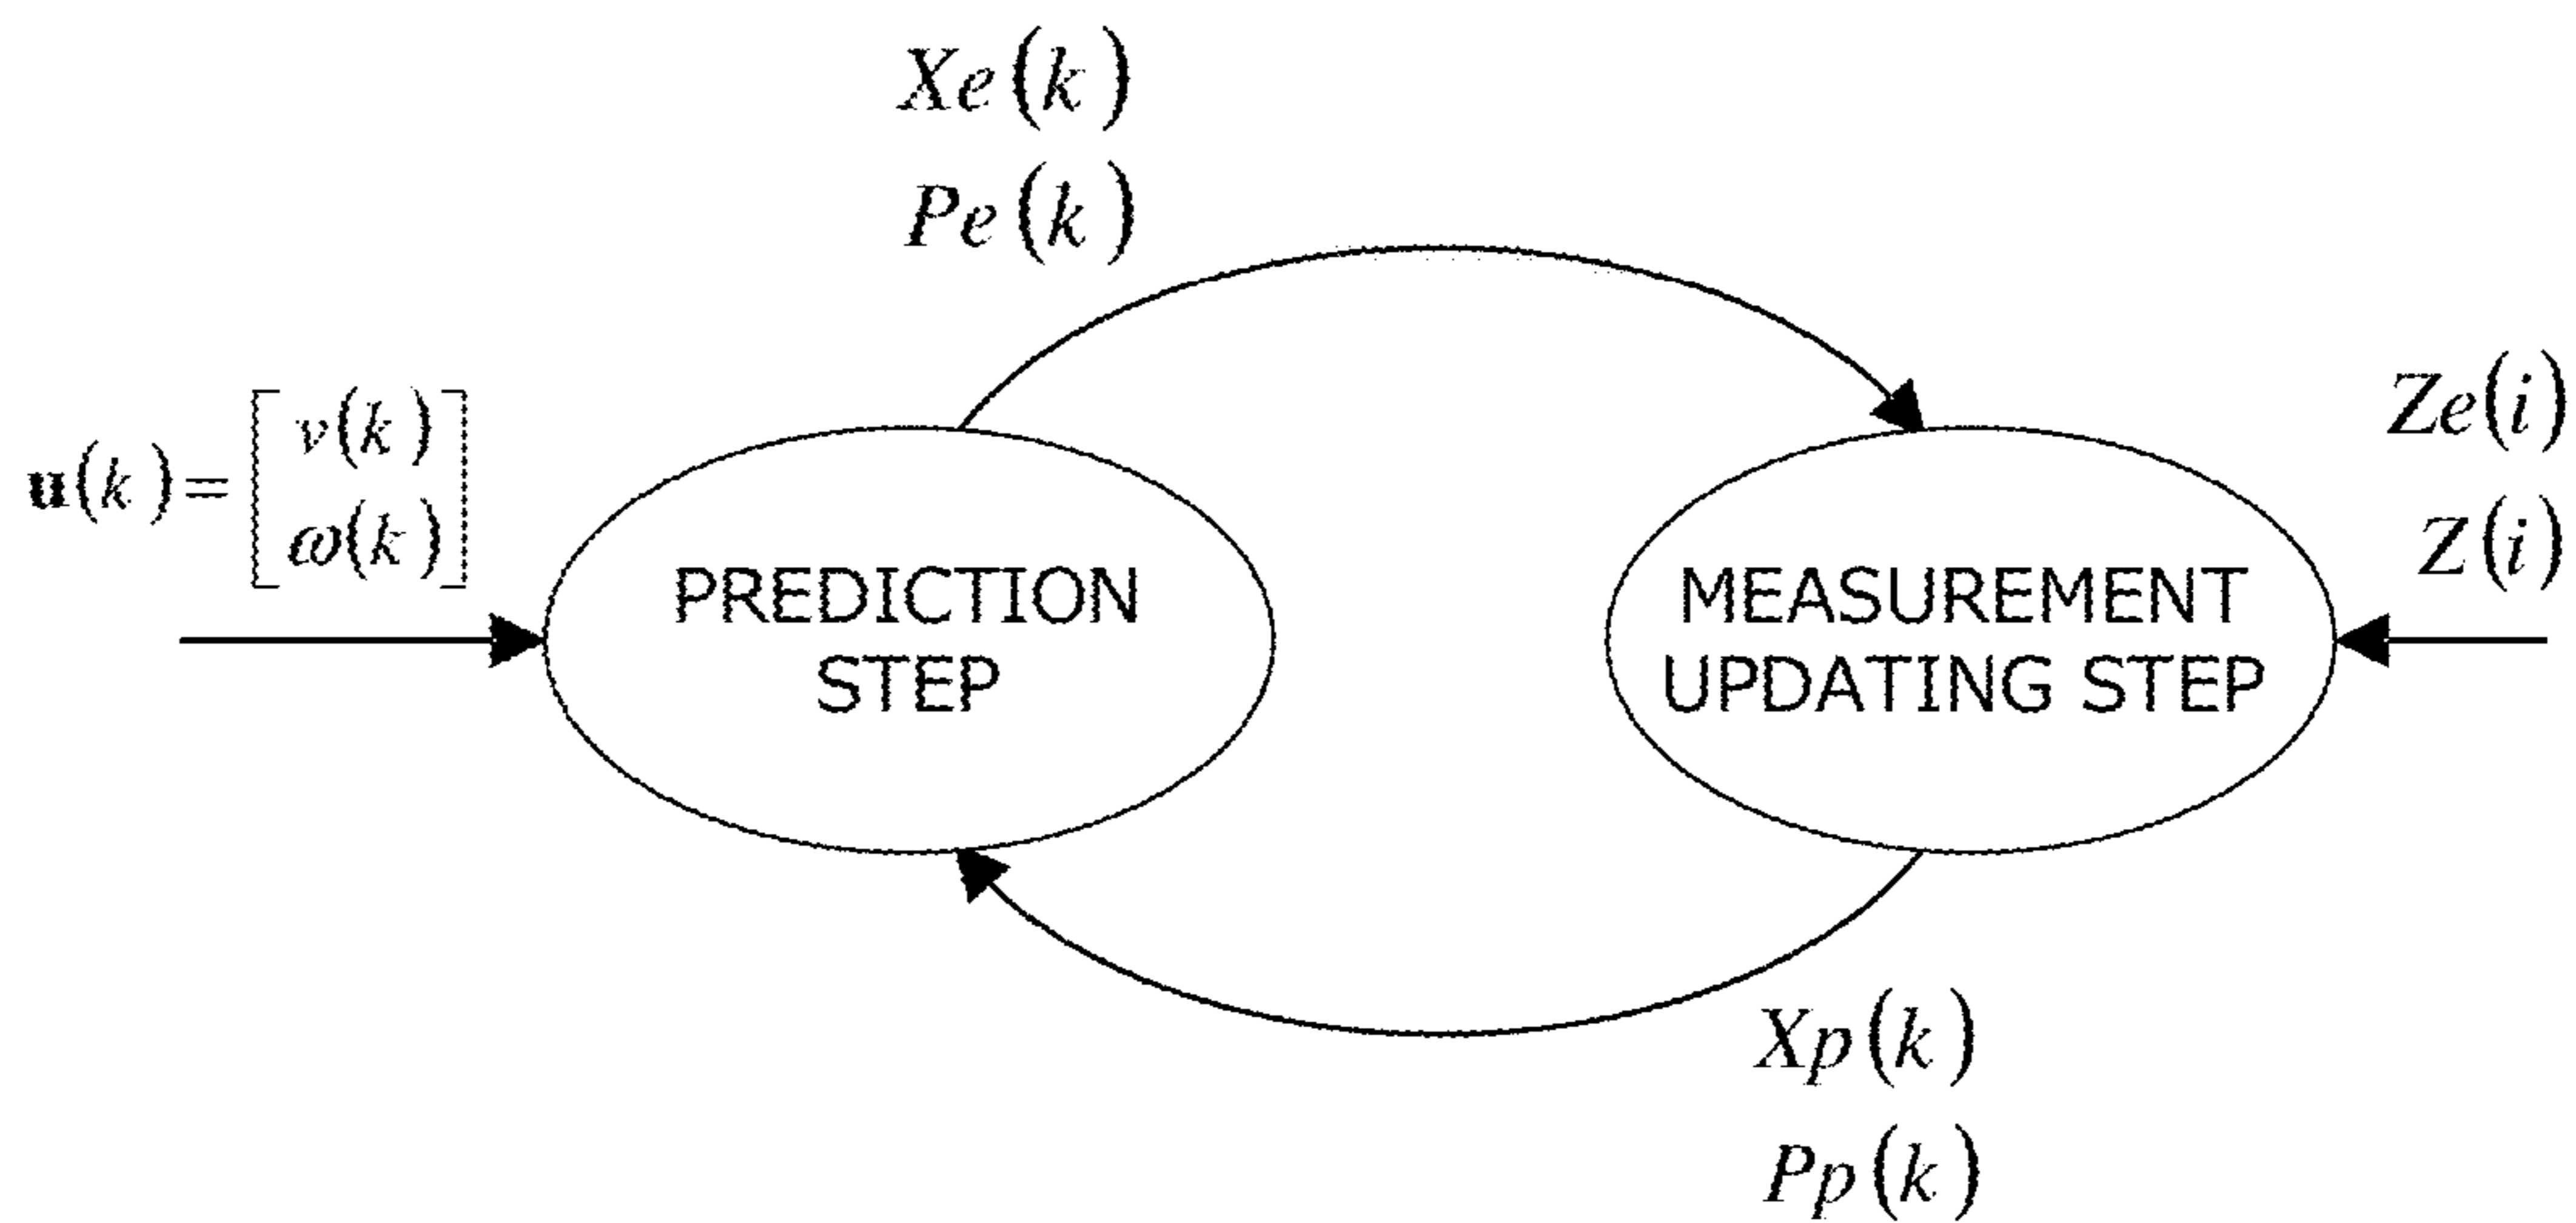 Xe(k)
Pe(k)
u(k)=[v(k)
ω(k)]
Ze(i)
Z(i)
PREDICTION
STEP
MEASUREMENT
UPDATING STEP
Xp(k)
Pp(k)